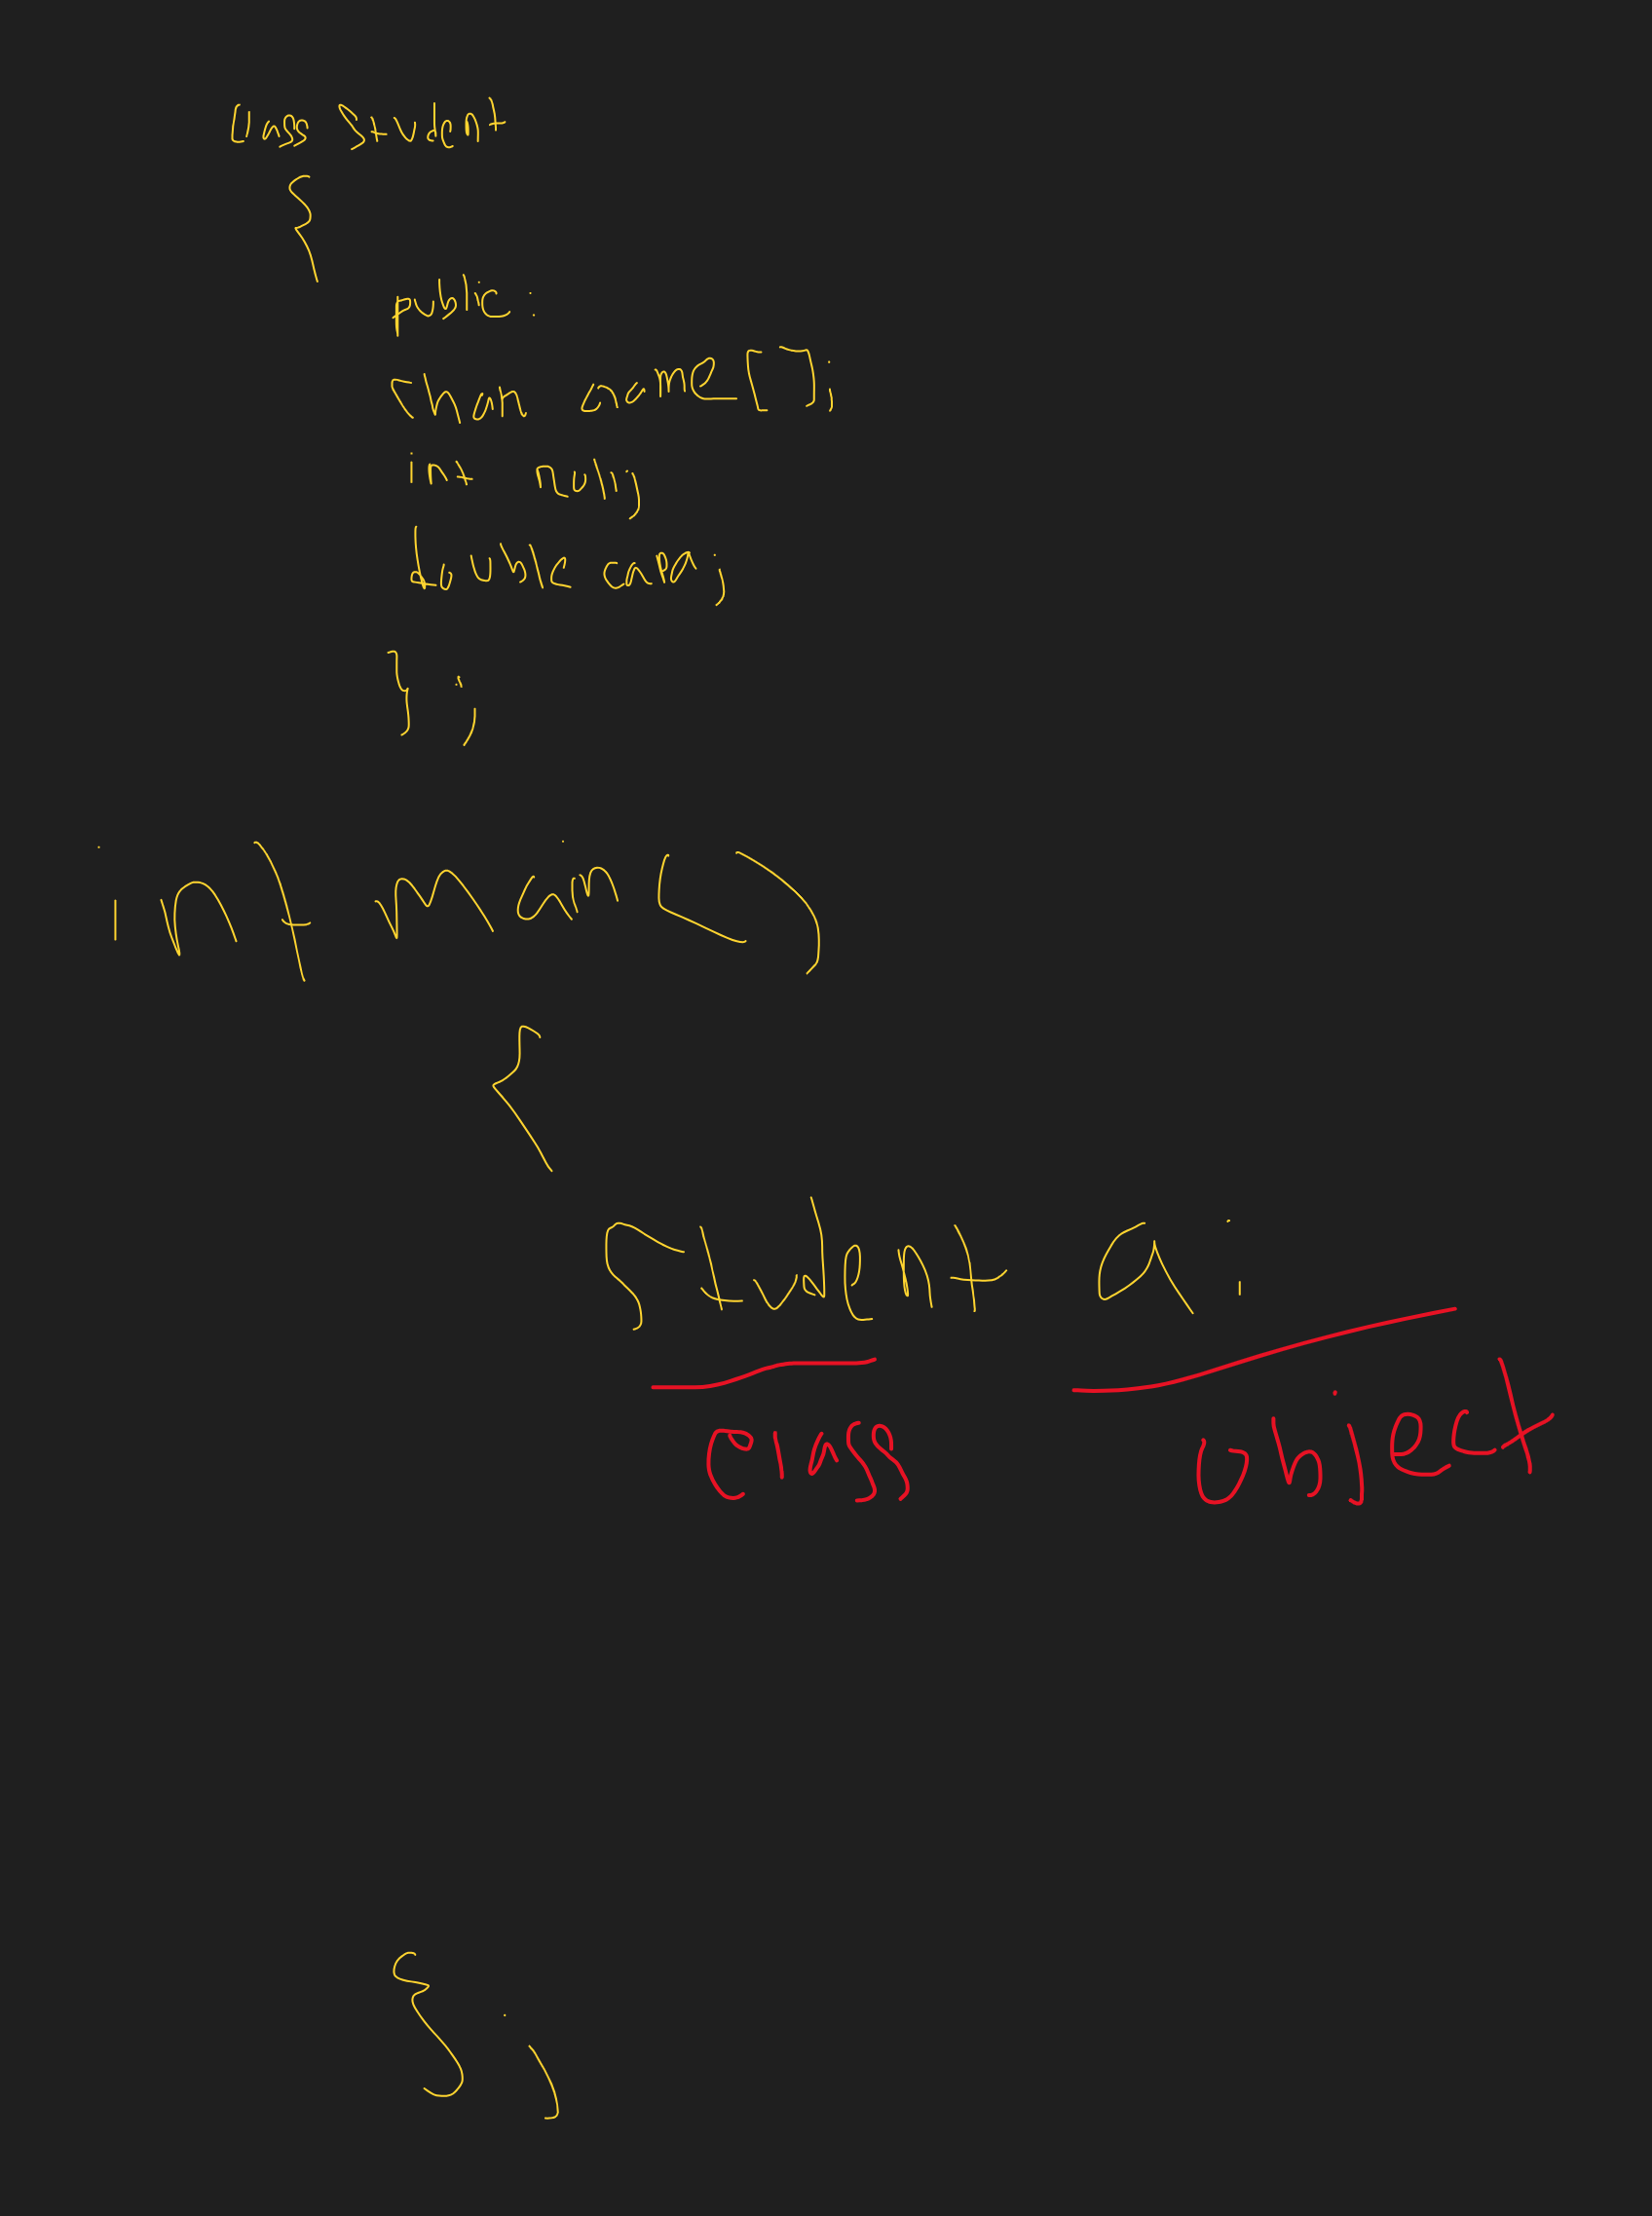 class student
{
public:
char name[];
int roll;
double cgpa;
};
int main()
{
student a;
class object
};